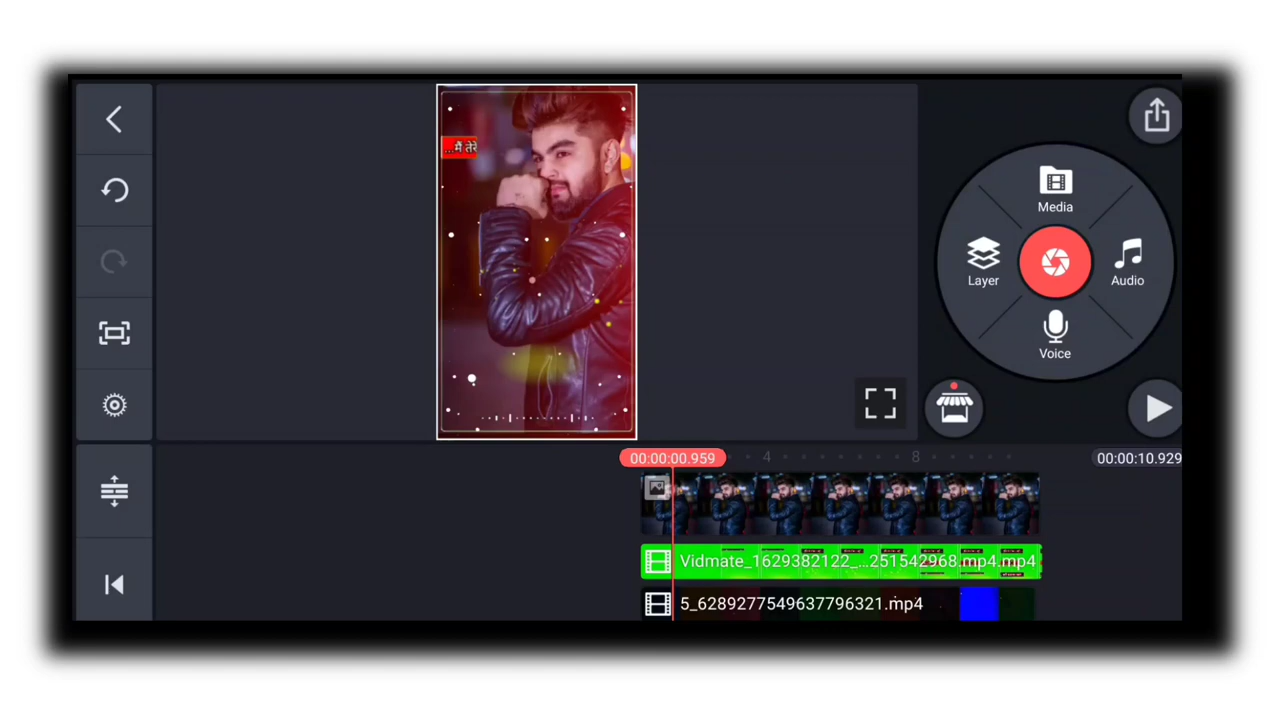 ...मैं तेरे
Media
Layer
Audio
Voice
00:00:00.959
4
8
00:00:10.929
Vidmate_1629382122_...251542968.mp4.mp4
5_6289277549637796321.mp4